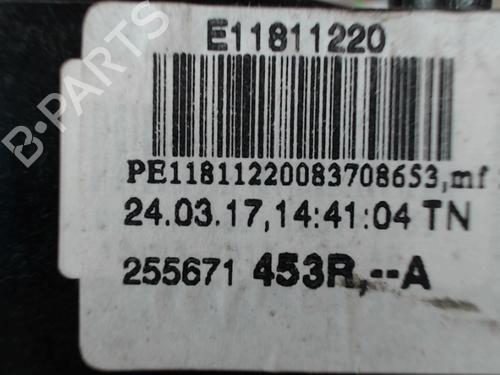 E11811220
PE11811220083708653,mf
24.03.17,14:41:04 TN
255671 453R,--A
B-PARTS